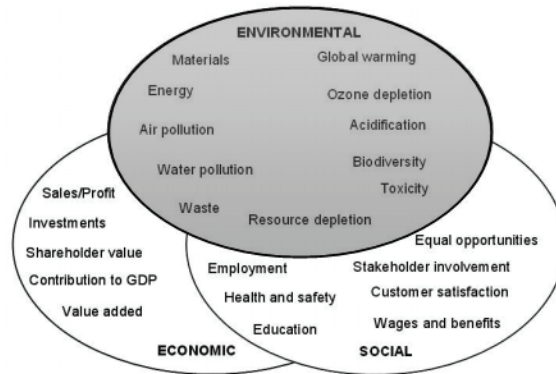 ENVIRONMENTAL
Materials
Global warming
Energy
Ozone depletion
Air pollution
Acidification
Water pollution
Biodiversity
Toxicity
Waste
Resource depletion
Sales/Profit
Investments
Shareholder value
Contribution to GDP
Value added
ECONOMIC
Equal opportunities
Employment
Stakeholder involvement
Health and safety
Customer satisfaction
Education
Wages and benefits
SOCIAL